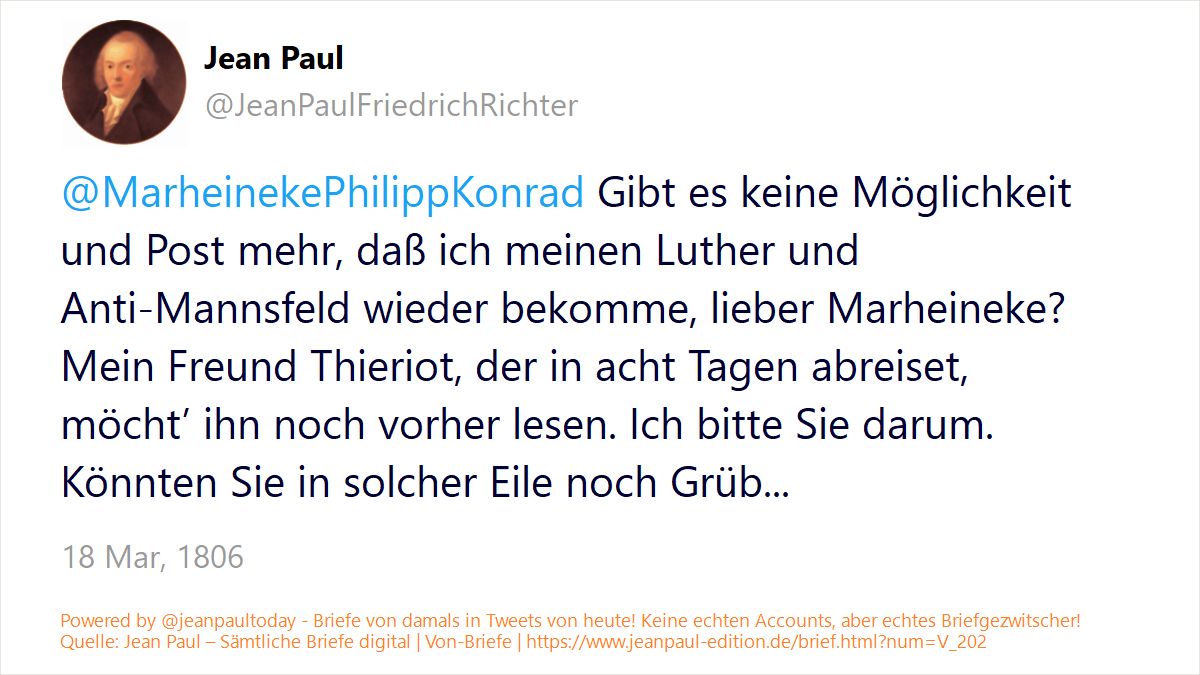 Jean Paul
@JeanPaulFriedrichRichter
@MarheinekePhilippKonrad Gibt es keine Möglichkeit
und Post mehr, daß ich meinen Luther und
Anti-Mannsfeld wieder bekomme, lieber Marheineke?
Mein Freund Thieriot, der in acht Tagen abreiset,
möcht’ ihn noch vorher lesen. Ich bitte Sie darum.
Könnten Sie in solcher Eile noch Grüb...
18 Mar, 1806
Powered by @jeanpaultoday - Briefe von damals in Tweets von heute! Keine echten Accounts, aber echtes Briefgezwitscher!
Quelle: Jean Paul – Sämtliche Briefe digital | Von-Briefe | https://www.jeanpaul-edition.de/brief.html?num=V_202